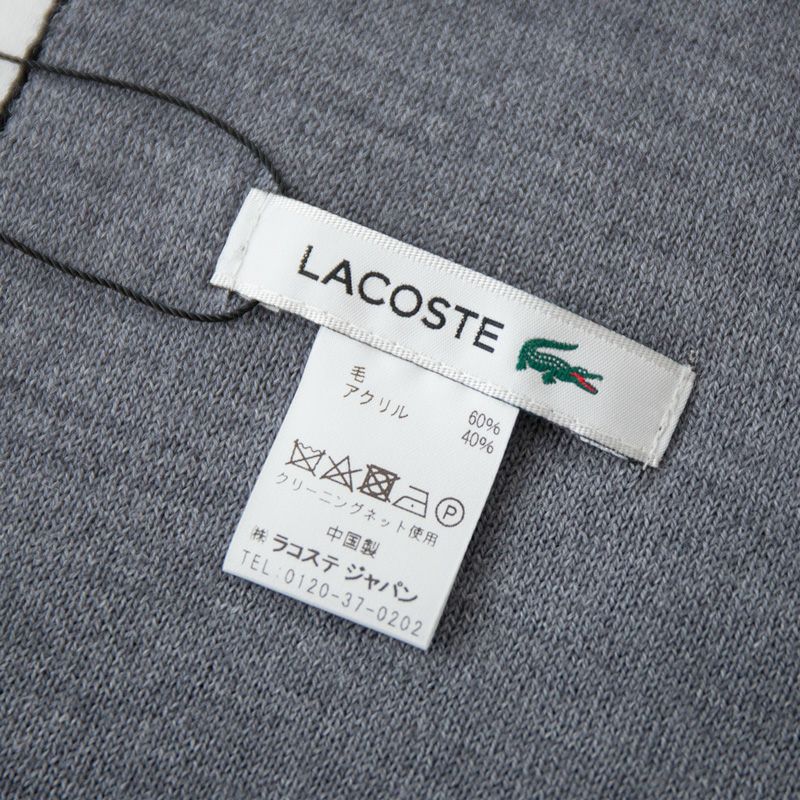 LACOSTE
毛 60%
アクリル 40%
P
クリーニングネット使用
中国製
㈱ ラコステ ジャパン
TEL:0120-37-0202